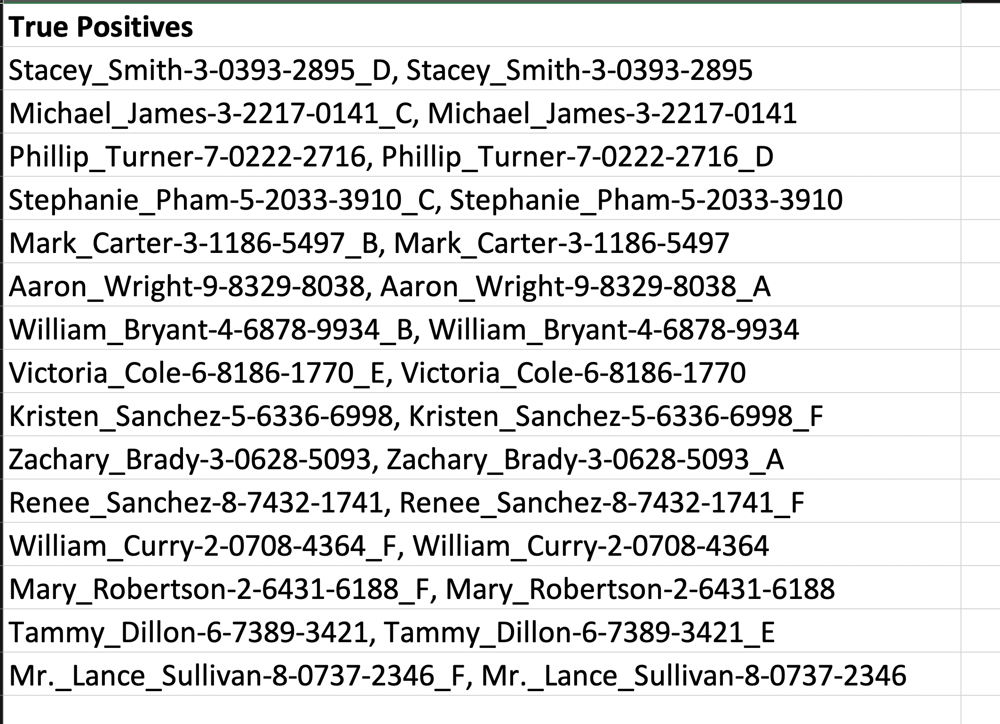 True Positives
Stacey_Smith-3-0393-2895_D, Stacey_Smith-3-0393-2895
Michael_James-3-2217-0141_C, Michael_James-3-2217-0141
Phillip_Turner-7-0222-2716, Phillip_Turner-7-0222-2716_D
Stephanie_Pham-5-2033-3910_C, Stephanie_Pham-5-2033-3910
Mark_Carter-3-1186-5497_B, Mark_Carter-3-1186-5497
Aaron_Wright-9-8329-8038, Aaron_Wright-9-8329-8038_A
William_Bryant-4-6878-9934_B, William_Bryant-4-6878-9934
Victoria_Cole-6-8186-1770_E, Victoria_Cole-6-8186-1770
Kristen_Sanchez-5-6336-6998, Kristen_Sanchez-5-6336-6998_F
Zachary_Brady-3-0628-5093, Zachary_Brady-3-0628-5093_A
Renee_Sanchez-8-7432-1741, Renee_Sanchez-8-7432-1741_F
William_Curry-2-0708-4364_F, William_Curry-2-0708-4364
Mary_Robertson-2-6431-6188_F, Mary_Robertson-2-6431-6188
Tammy_Dillon-6-7389-3421, Tammy_Dillon-6-7389-3421_E
Mr._Lance_Sullivan-8-0737-2346_F, Mr._Lance_Sullivan-8-0737-2346